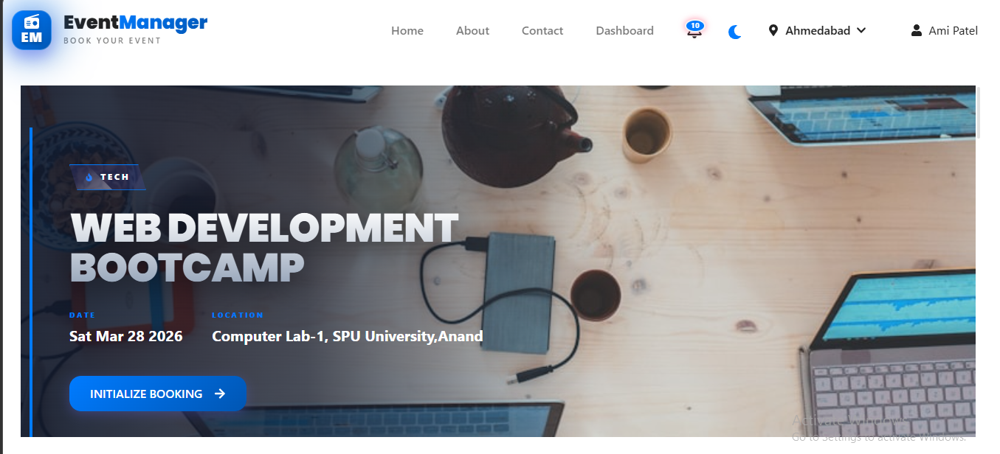 EM
EventManager
BOOK YOUR EVENT
Home
About
Contact
Dashboard
10
Ahmedabad
Ami Patel
TECH
WEB DEVELOPMENT
BOOTCAMP
DATE
LOCATION
Sat Mar 28 2026
Computer Lab-1, SPU University,Anand
INITIALIZE BOOKING
Activate Windows
Go to Settings to activate Windows.